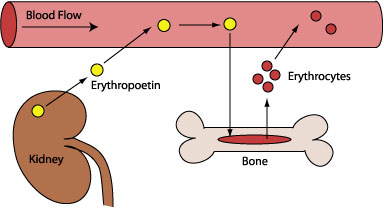 Blood Flow
Erythropoetin
Erythrocytes
Kidney
Bone